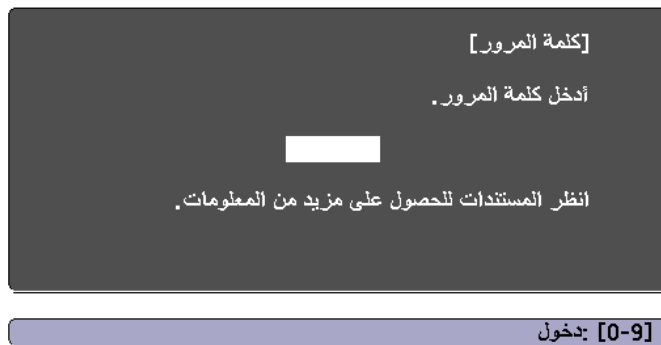 [كلمة المرور]
أدخل كلمة المرور.
انظر المستندات للحصول على مزيد من المعلومات.
[0-9] :دخول